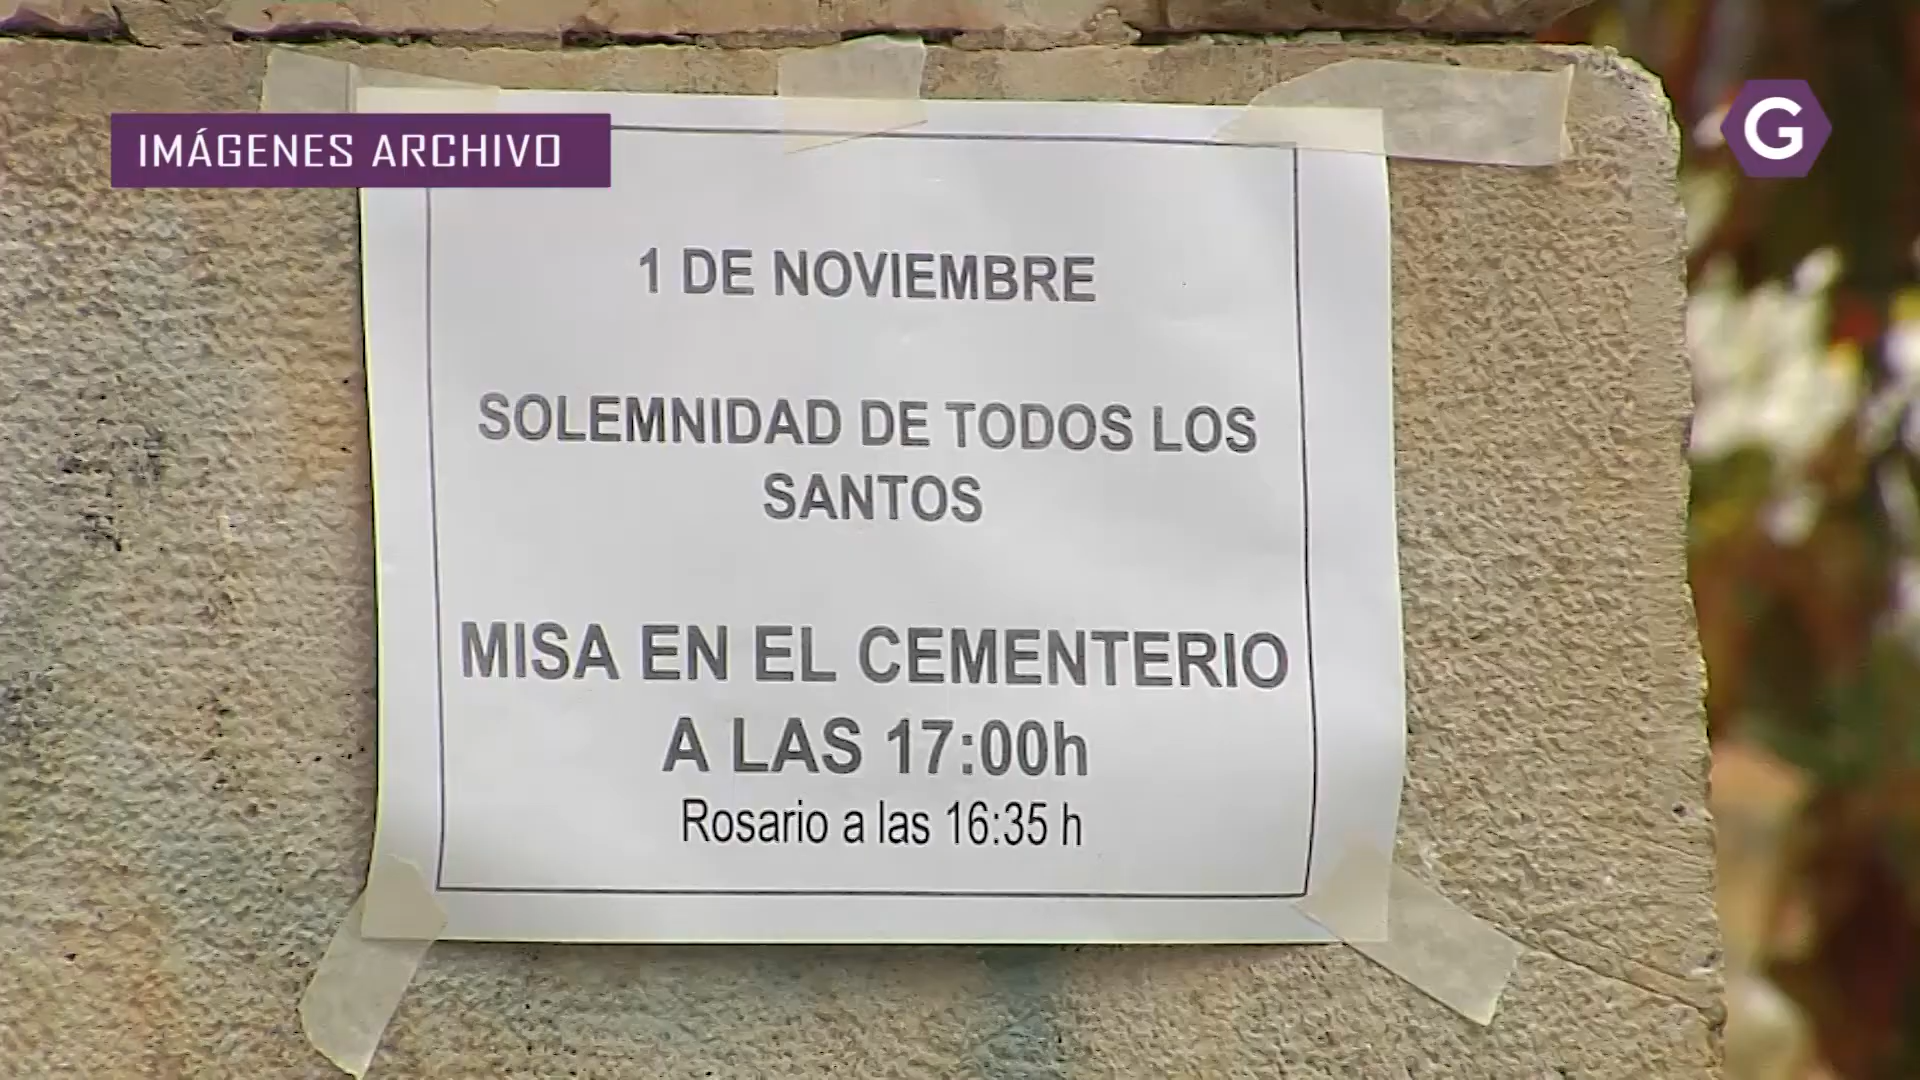 IMÁGENES ARCHIVO
G
1 DE NOVIEMBRE
SOLEMNIDAD DE TODOS LOS
SANTOS
MISA EN EL CEMENTERIO
A LAS 17:00h
Rosario a las 16:35 h